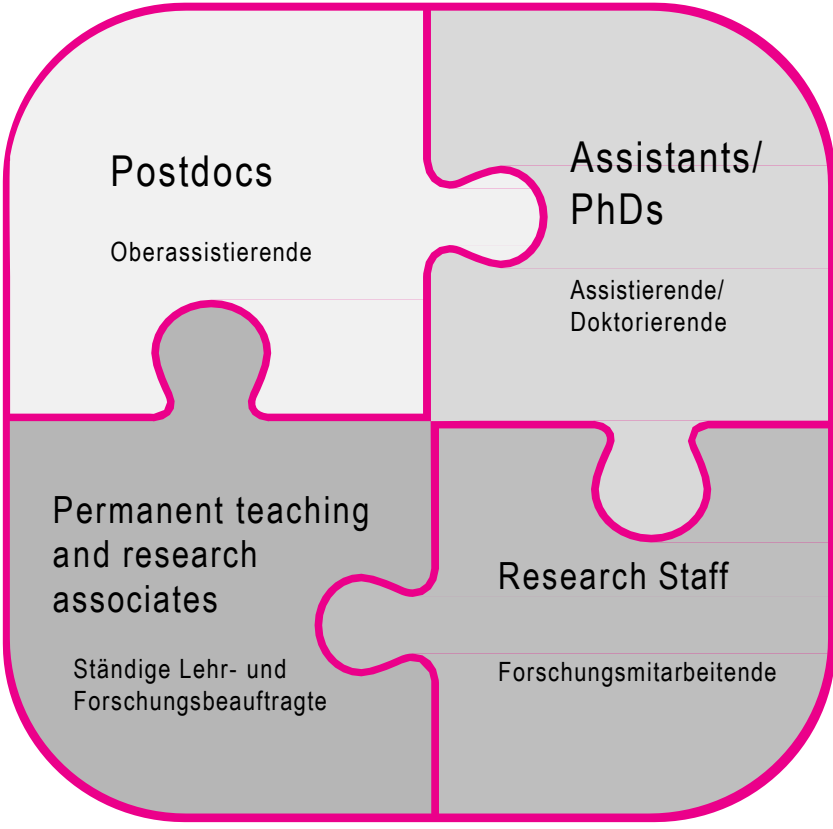 Postdocs
Oberassistierende
Assistants/
PhDs
Assistierende/
Doktorierende
Permanent teaching
and research
associates
Ständige Lehr- und
Forschungsbeauftragte
Research Staff
Forschungsmitarbeitende